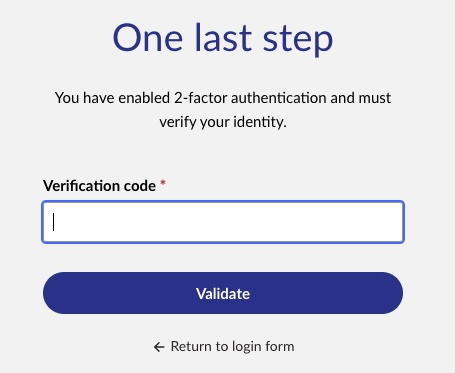 One last step
You have enabled 2-factor authentication and must
verify your identity.
Verification code *
Validate
← Return to login form